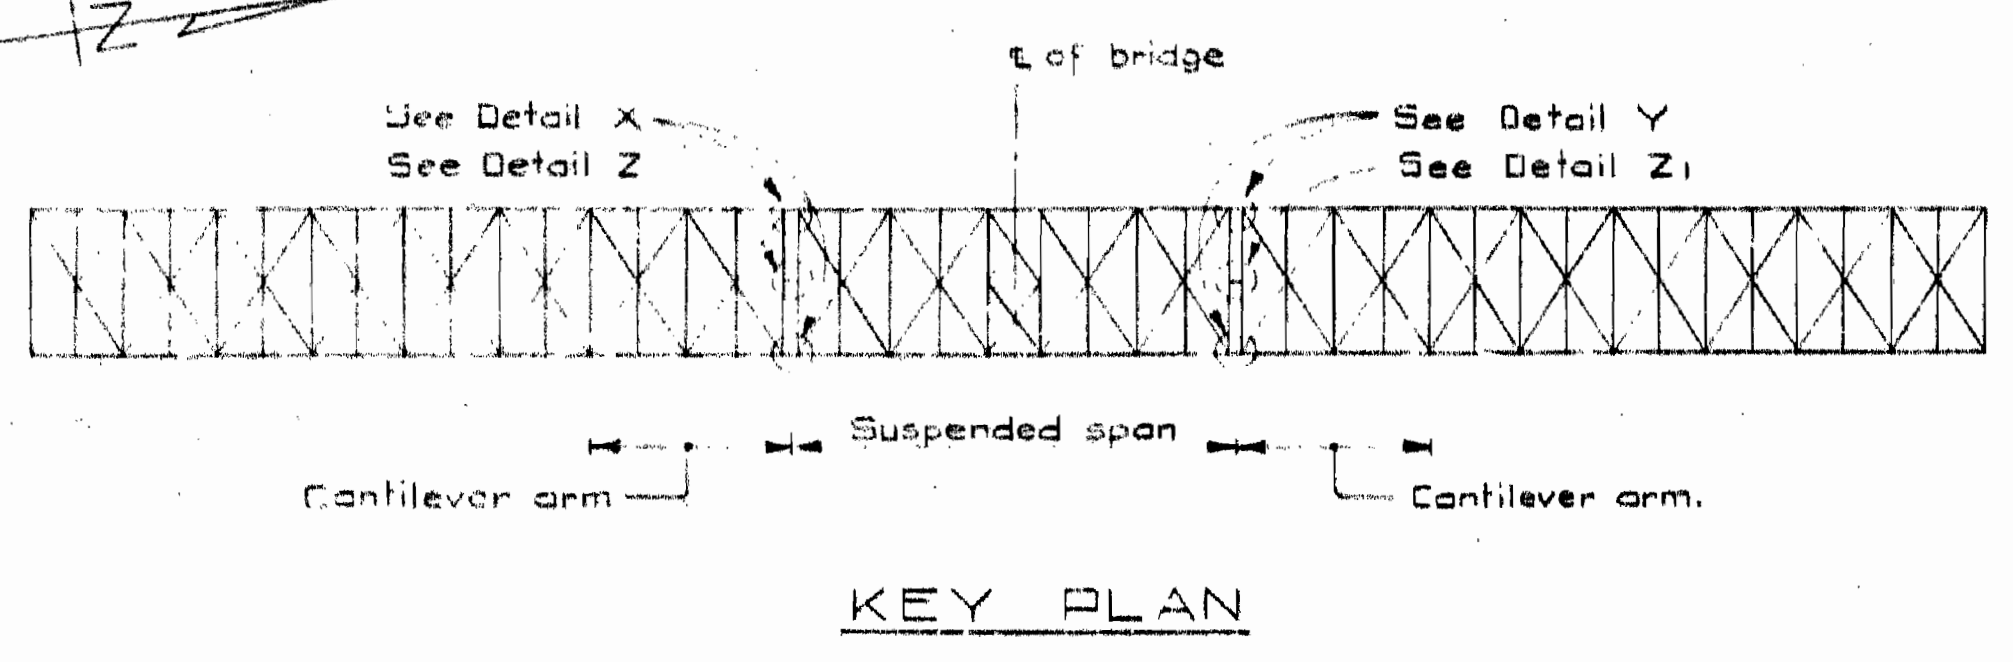 N
℄ of bridge
See Detail X
See Detail Z
See Detail Y
See Detail Z1
Suspended span
Cantilever arm
Cantilever arm.
KEY PLAN